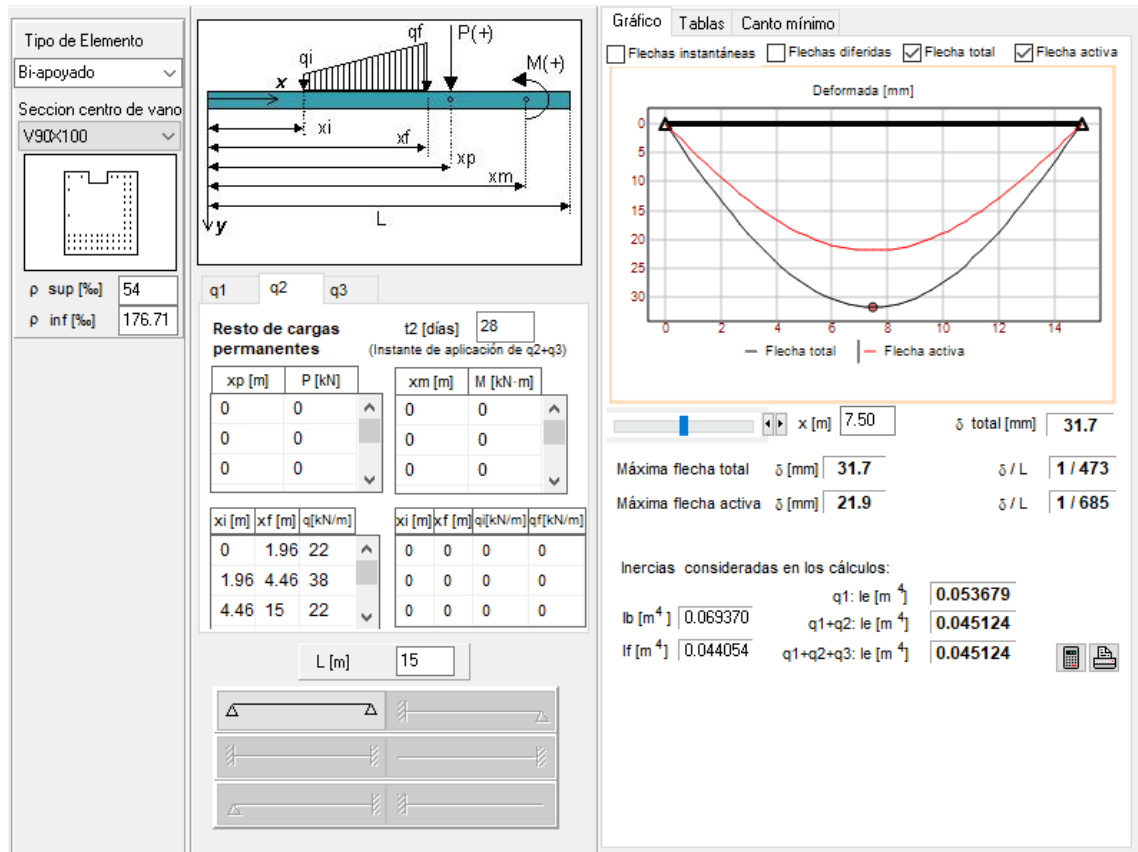 Tipo de Elemento
Bi-apoyado
Seccion centro de vano
V90X100
ρ sup [‰] 54
ρ inf [‰] 176.71
qi
qf
P(+)
M(+)
x
xi
xf
xp
xm
L
y
q1 q2 q3
Resto de cargas permanentes
t2 [días] 28
(Instante de aplicación de q2+q3)
xp [m] P [kN]
0 0
0 0
0 0
xm [m] M [kN·m]
0 0
0 0
0 0
xi [m] xf [m] q[kN/m]
0 1.96 22
1.96 4.46 38
4.46 15 22
xi [m] xf [m] qi[kN/m] qf[kN/m]
0 0 0 0
0 0 0 0
0 0 0 0
L [m] 15
Gráfico Tablas Canto mínimo
Flechas instantáneas Flechas diferidas Flecha total Flecha activa
Deformada [mm]
0
5
10
15
20
25
30
0 2 4 6 8 10 12 14
Flecha total Flecha activa
x [m] 7.50 δ total [mm] 31.7
Máxima flecha total δ [mm] 31.7 δ / L 1 / 473
Máxima flecha activa δ [mm] 21.9 δ / L 1 / 685
Inercias consideradas en los cálculos:
q1: Ie [m 4] 0.053679
Ib [m4 ] 0.069370 q1+q2: Ie [m 4] 0.045124
If [m 4] 0.044054 q1+q2+q3: Ie [m 4] 0.045124